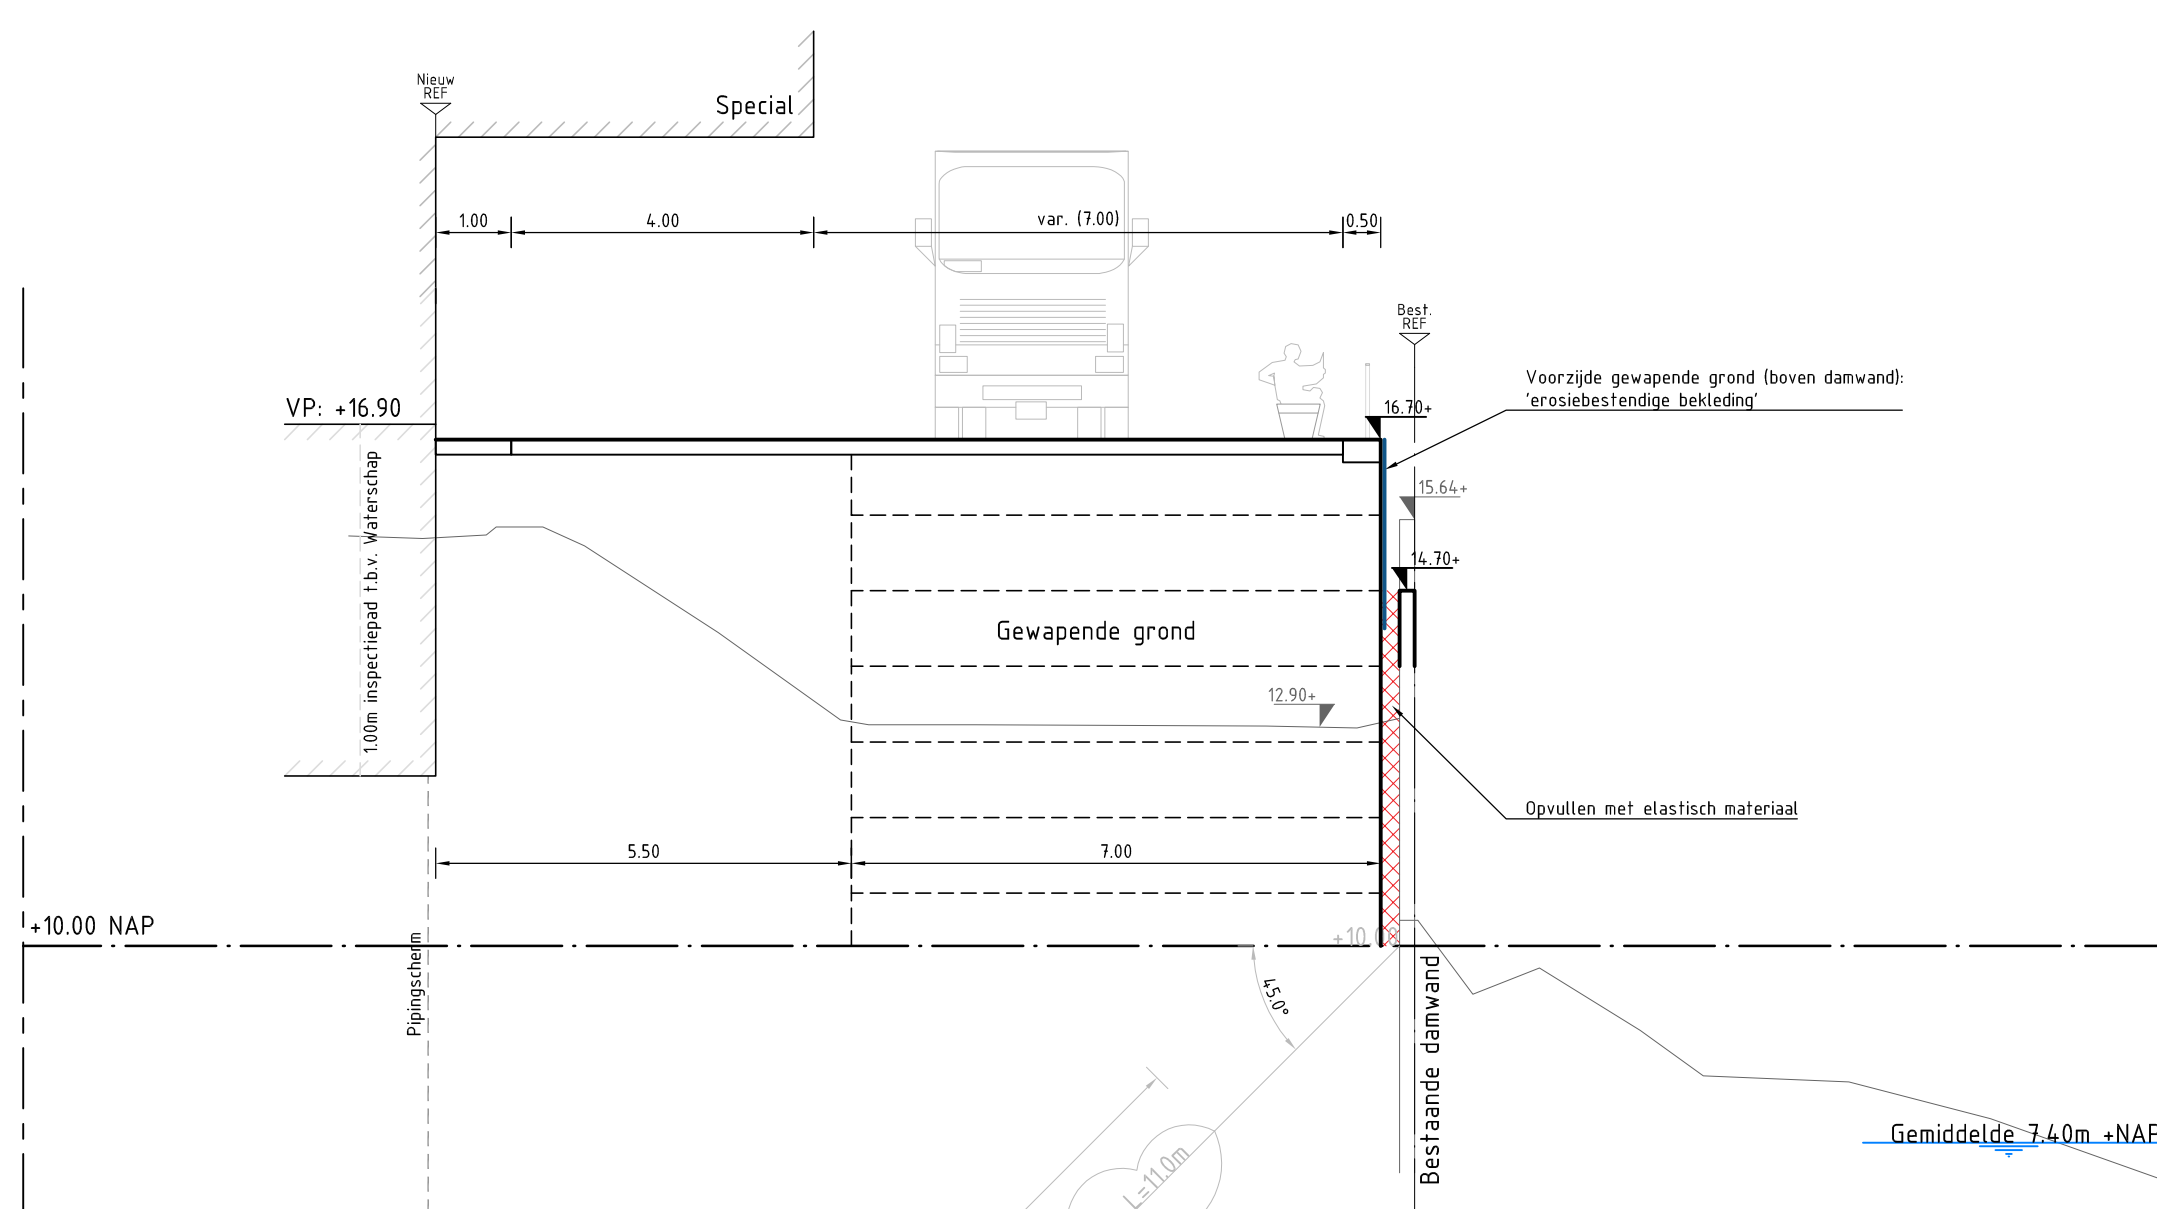 Nieuw
REF
Special
1.00
4.00
var. (7.00)
0.50
Best.
REF
Voorzijde gewapende grond (boven damwand):
'erosiebestendige bekleding'
VP: +16.90
16.70+
15.64+
14.70+
1.00m inspectiepad t.b.v. Waterschap
Gewapende grond
12.90+
Opvullen met elastisch materiaal
5.50
7.00
+10.00 NAP
+10.00
Pipingscherm
45.0°
Bestaande damwand
L=11.0m
Gemiddelde 7.40m +NAP